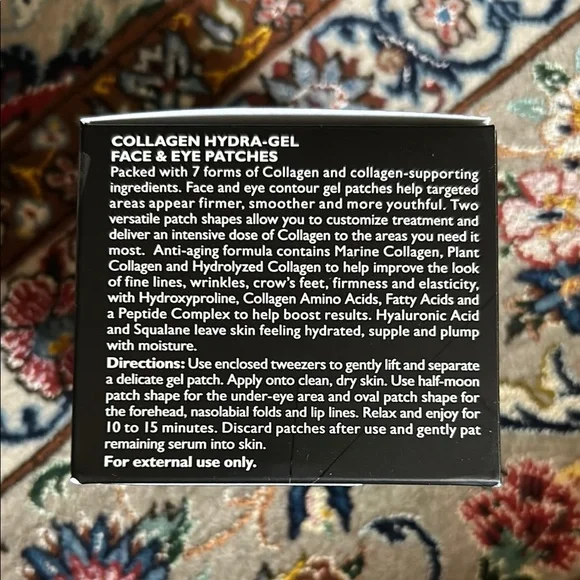 COLLAGEN HYDRA-GEL
FACE & EYE PATCHES
Packed with 7 forms of Collagen and collagen-supporting
ingredients. Face and eye contour gel patches help targeted
areas appear firmer, smoother and more youthful. Two
versatile patch shapes allow you to customize treatment and
deliver an intensive dose of Collagen to the areas you need it
most. Anti-aging formula contains Marine Collagen, Plant
Collagen and Hydrolyzed Collagen to help improve the look
of fine lines, wrinkles, crow's feet, firmness and elasticity,
with Hydroxyproline, Collagen Amino Acids, Fatty Acids and
a Peptide Complex to help boost results. Hyaluronic Acid
and Squalane leave skin feeling hydrated, supple and plump
with moisture.
Directions: Use enclosed tweezers to gently lift and separate
a delicate gel patch. Apply onto clean, dry skin. Use half-moon
patch shape for the under-eye area and oval patch shape for
the forehead, nasolabial folds and lip lines. Relax and enjoy for
10 to 15 minutes. Discard patches after use and gently pat
remaining serum into skin.
For external use only.